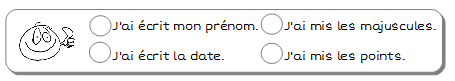 J'ai écrit mon prénom. J'ai mis les majuscules.
J'ai écrit la date. J'ai mis les points.